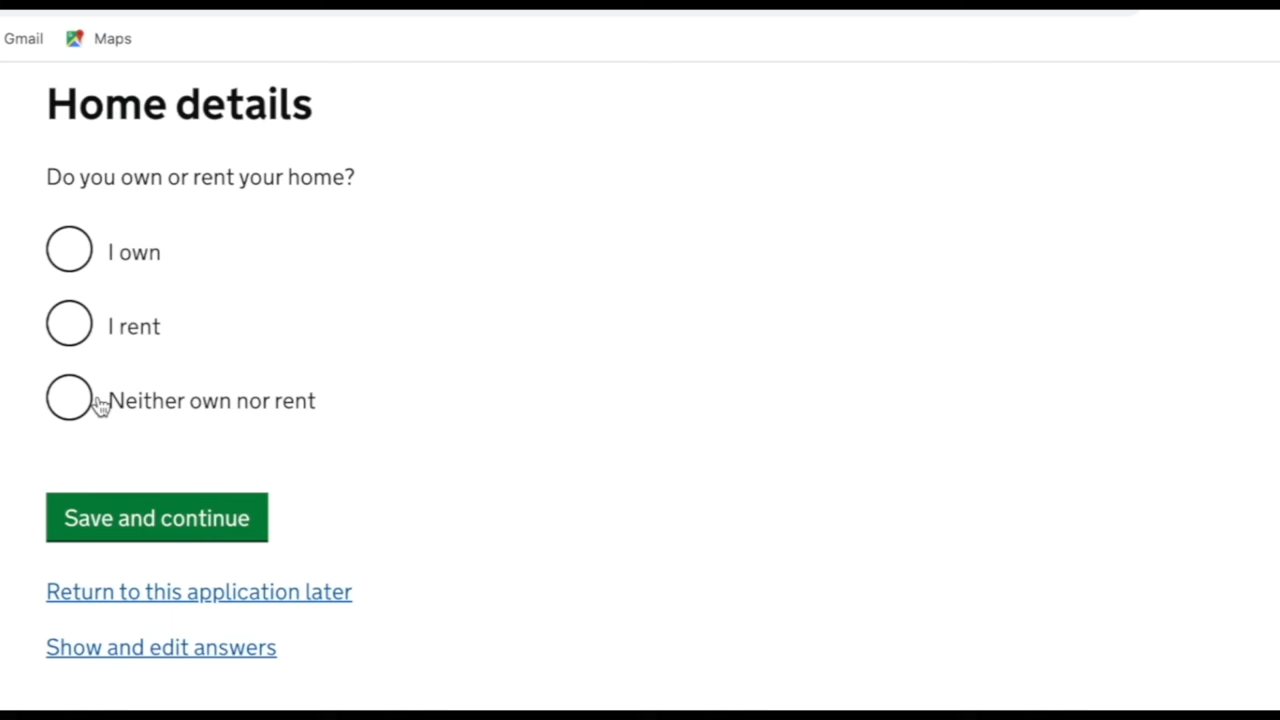 Gmail Maps
Home details
Do you own or rent your home?
I own
I rent
Neither own nor rent
Save and continue
Return to this application later
Show and edit answers